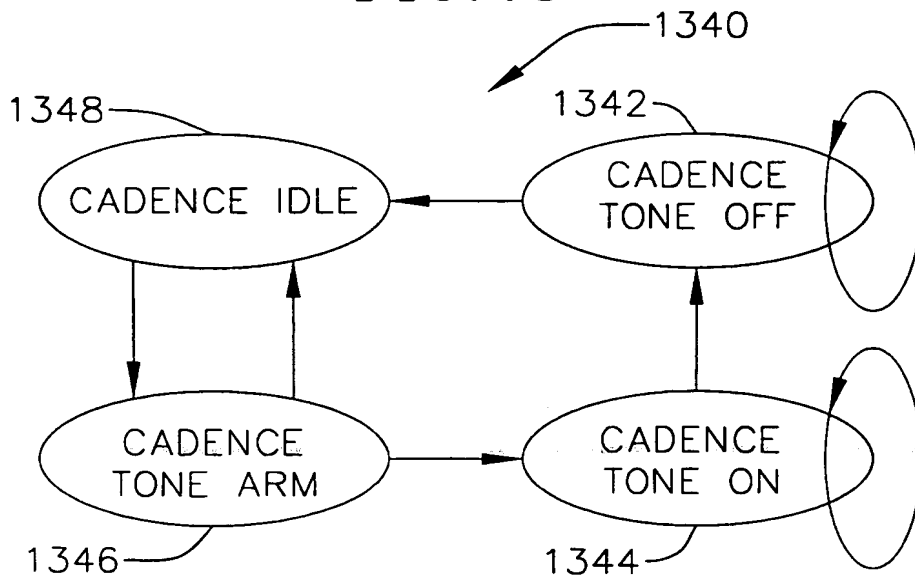 1340
1348
1342
CADENCE IDLE
CADENCE
TONE OFF
CADENCE
TONE ARM
CADENCE
TONE ON
1346
1344